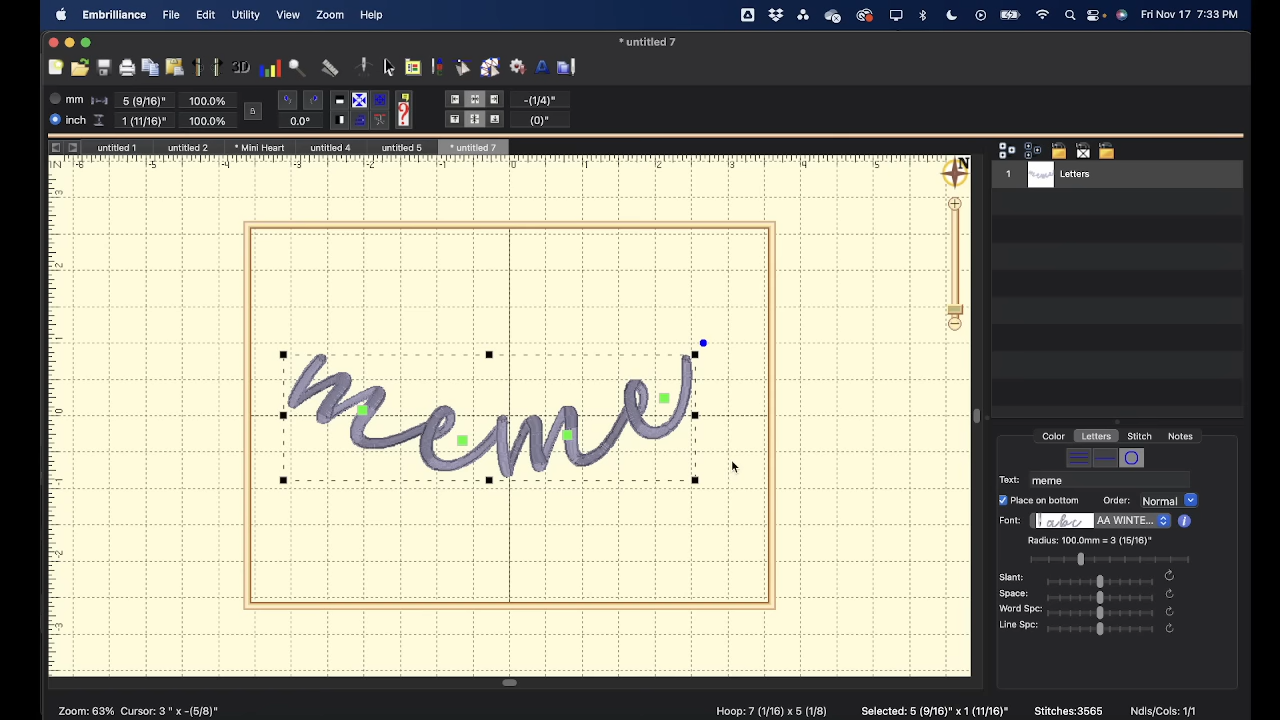 Embrilliance File Edit Utility View Zoom Help Fri Nov 17 7:33 PM
* untitled 7
3D
mm 5 (9/16)" 100.0% -(1/4)"
inch 1 (11/16)" 100.0% 0.0° (0)"
untitled 1 untitled 2 * Mini Heart untitled 4 untitled 5 * untitled 7
N
1 Letters
meme
Color Letters Stitch Notes
Text: meme
Place on bottom Order: Normal
Font: abc AA WINTE...
Radius: 100.0mm = 3 (15/16)"
Slant:
Space:
Word Spc:
Line Spc:
Zoom: 63% Cursor: 3 " x -(5/8)" Hoop: 7 (1/16) x 5 (1/8) Selected: 5 (9/16)" x 1 (11/16)" Stitches:3565 Ndls/Cols: 1/1